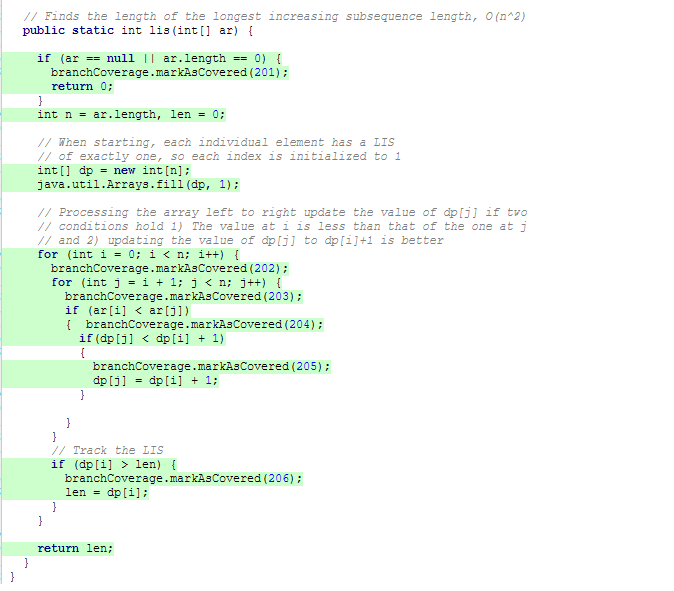 // Finds the length of the longest increasing subsequence length, O(n^2)
public static int lis(int[] ar) {
if (ar == null || ar.length == 0) {
branchCoverage.markAsCovered(201);
return 0;
}
int n = ar.length, len = 0;
// When starting, each individual element has a LIS
// of exactly one, so each index is initialized to 1
int[] dp = new int[n];
java.util.Arrays.fill(dp, 1);
// Processing the array left to right update the value of dp[j] if two
// conditions hold 1) The value at i is less than that of the one at j
// and 2) updating the value of dp[j] to dp[i]+1 is better
for (int i = 0; i < n; i++) {
branchCoverage.markAsCovered(202);
for (int j = i + 1; j < n; j++) {
branchCoverage.markAsCovered(203);
if (ar[i] < ar[j])
{ branchCoverage.markAsCovered(204);
if(dp[j] < dp[i] + 1)
{
branchCoverage.markAsCovered(205);
dp[j] = dp[i] + 1;
}
}
}
// Track the LIS
if (dp[i] > len) {
branchCoverage.markAsCovered(206);
len = dp[i];
}
}
return len;
}
}